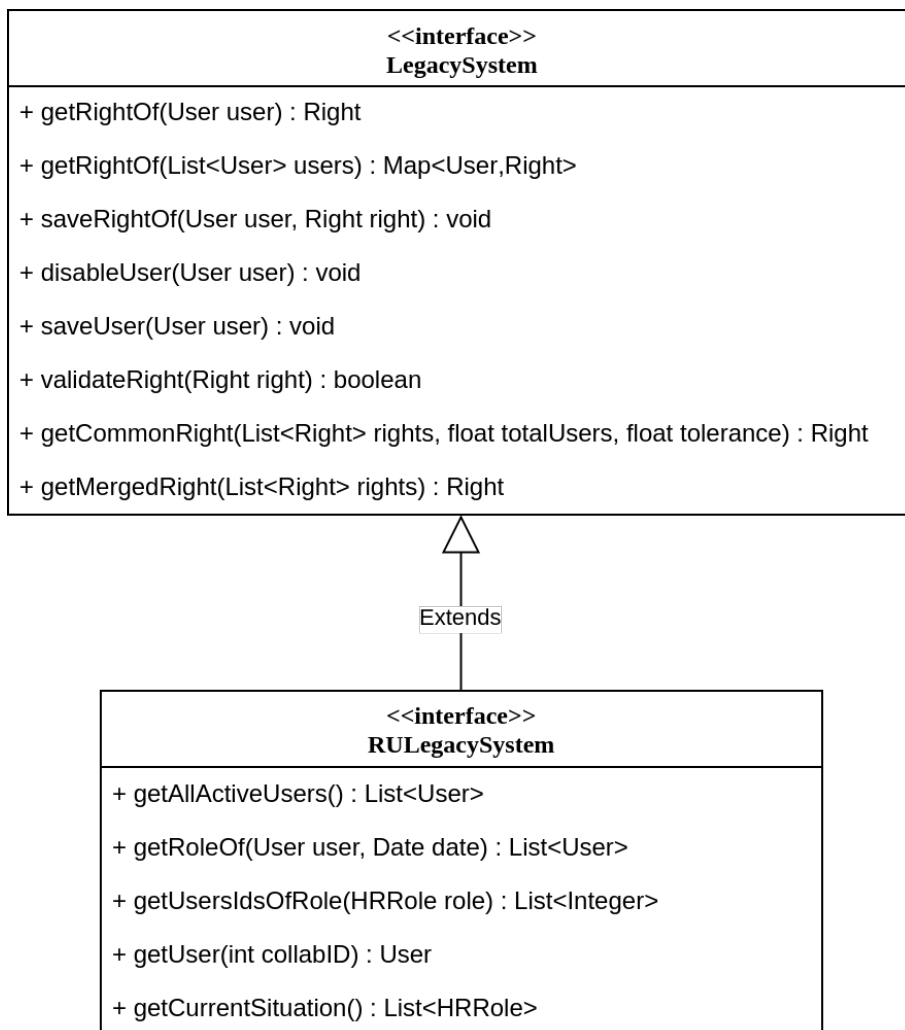 <<interface>>
LegacySystem
+ getRightOf(User user) : Right
+ getRightOf(List<User> users) : Map<User,Right>
+ saveRightOf(User user, Right right) : void
+ disableUser(User user) : void
+ saveUser(User user) : void
+ validateRight(Right right) : boolean
+ getCommonRight(List<Right> rights, float totalUsers, float tolerance) : Right
+ getMergedRight(List<Right> rights) : Right
Extends
<<interface>>
RULegacySystem
+ getAllActiveUsers() : List<User>
+ getRoleOf(User user, Date date) : List<User>
+ getUsersIdsOfRole(HRRole role) : List<Integer>
+ getUser(int collabID) : User
+ getCurrentSituation() : List<HRRole>